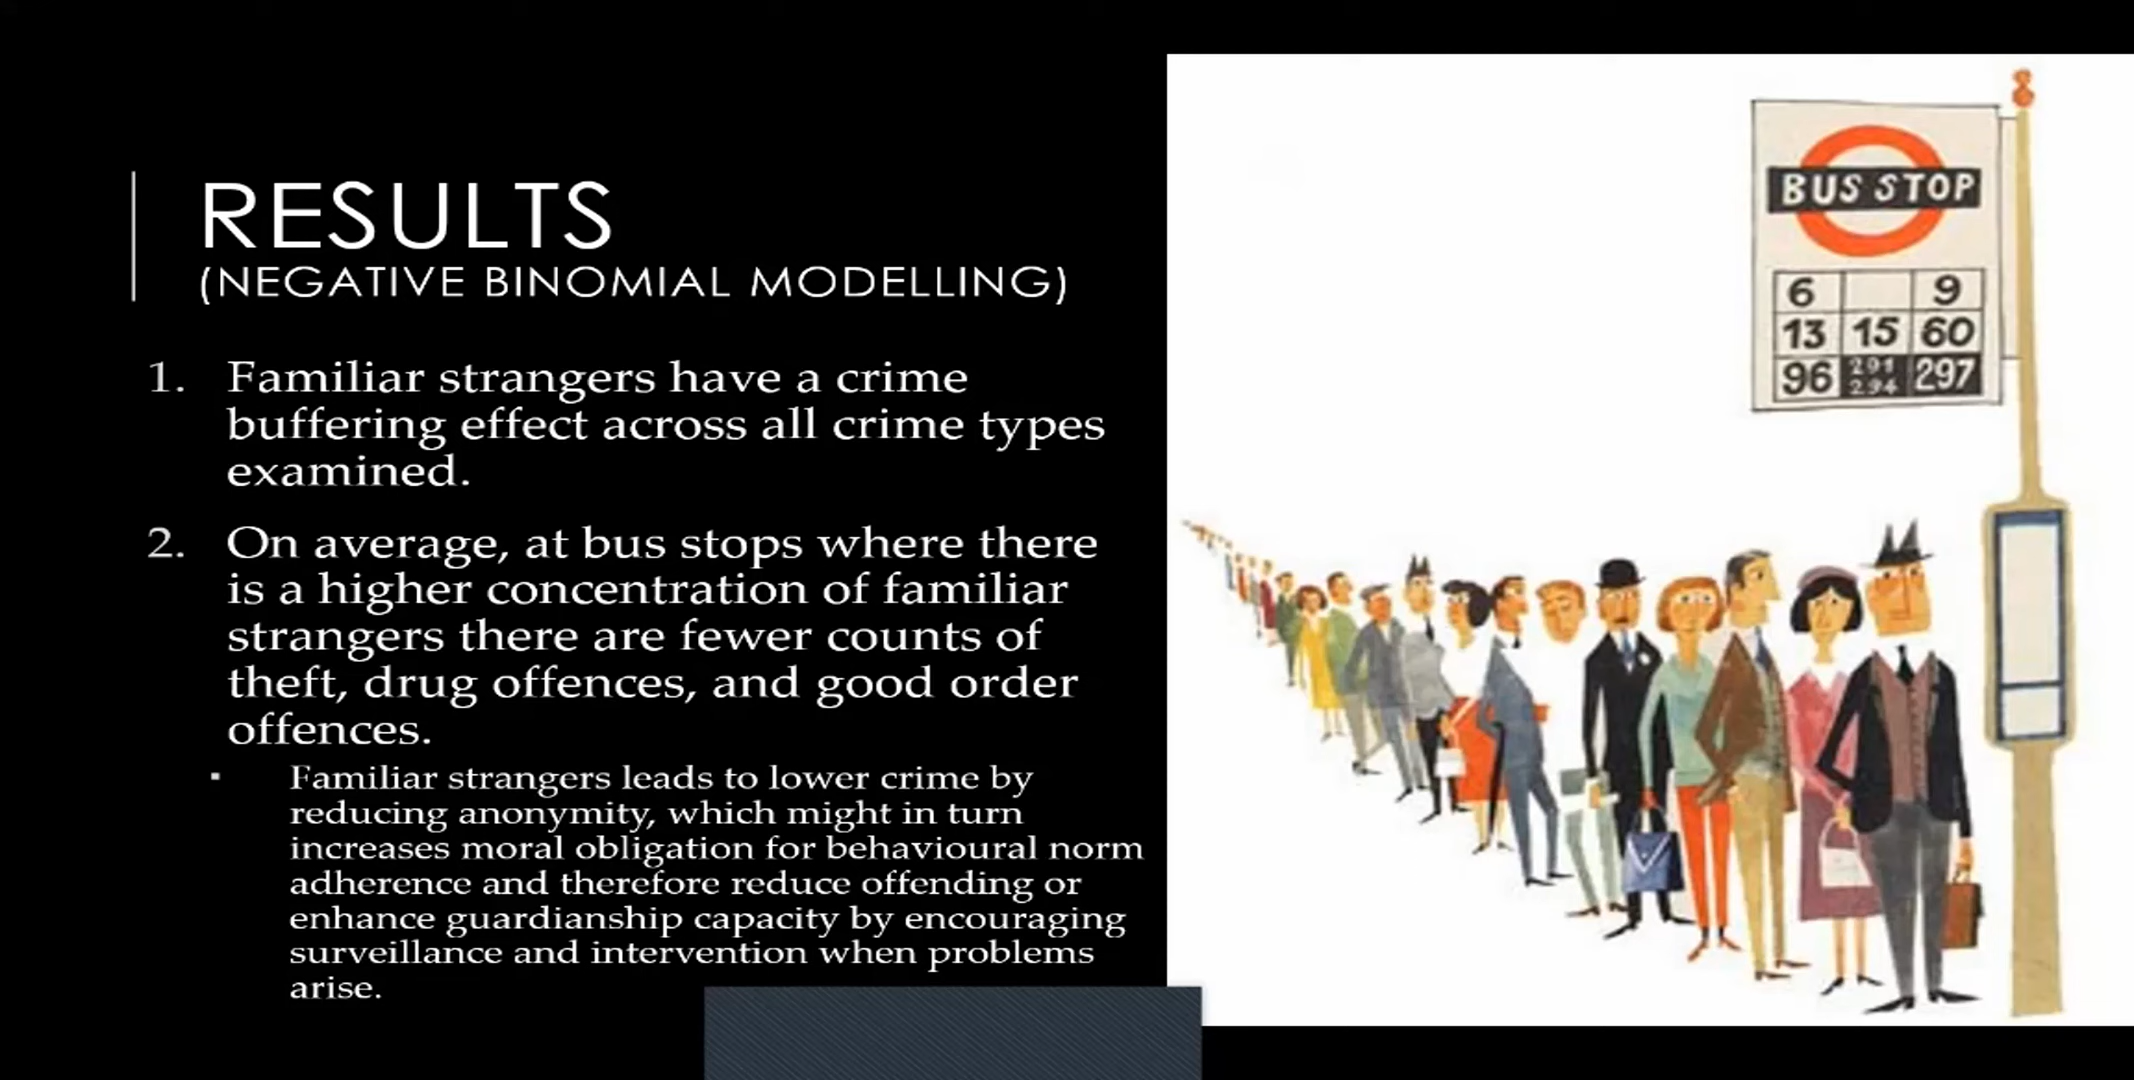 RESULTS
(NEGATIVE BINOMIAL MODELLING)
1. Familiar strangers have a crime
buffering effect across all crime types
examined.
2. On average, at bus stops where there
is a higher concentration of familiar
strangers there are fewer counts of
theft, drug offences, and good order
offences.
▪ Familiar strangers leads to lower crime by
reducing anonymity, which might in turn
increases moral obligation for behavioural norm
adherence and therefore reduce offending or
enhance guardianship capacity by encouraging
surveillance and intervention when problems
arise.
BUS STOP
6 9
13 15 60
96 291 297
294